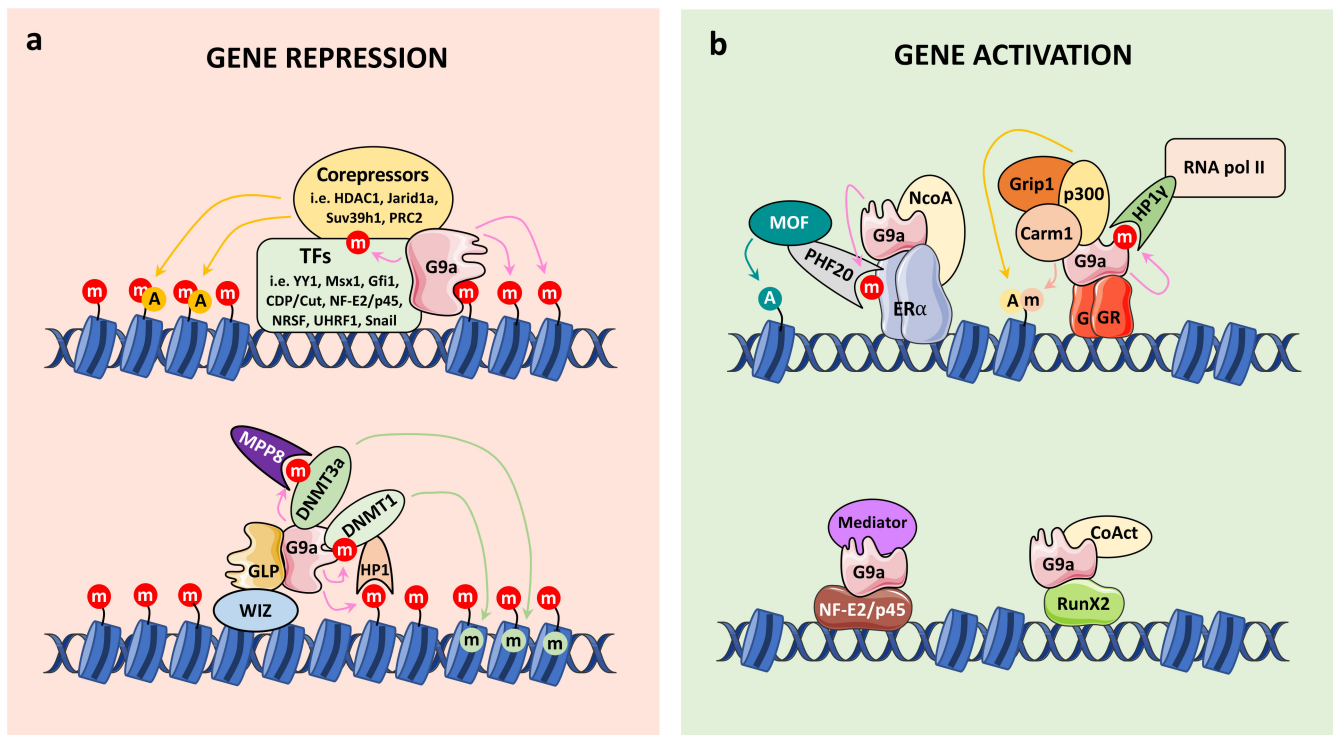 a
GENE REPRESSION
Corepressors
i.e. HDAC1, Jarid1a,
Suv39h1, PRC2
m
TFs
i.e. YY1, Msx1, Gfi1,
CDP/Cut, NF-E2/p45,
NRSF, UHRF1, Snail
G9a
m
m
A
m
A
m
m
m
m
MPP8
m
DNMT3a
DNMT1
GLP
G9a
m
HP1
WIZ
m
m
m
m
m
m
m
m
m
m
m
b
GENE ACTIVATION
MOF
PHF20
G9a
NcoA
m
ERα
A
Grip1
p300
Carm1
HP1γ
RNA pol II
m
G9a
A
m
G
GR
Mediator
G9a
NF-E2/p45
G9a
CoAct
RunX2